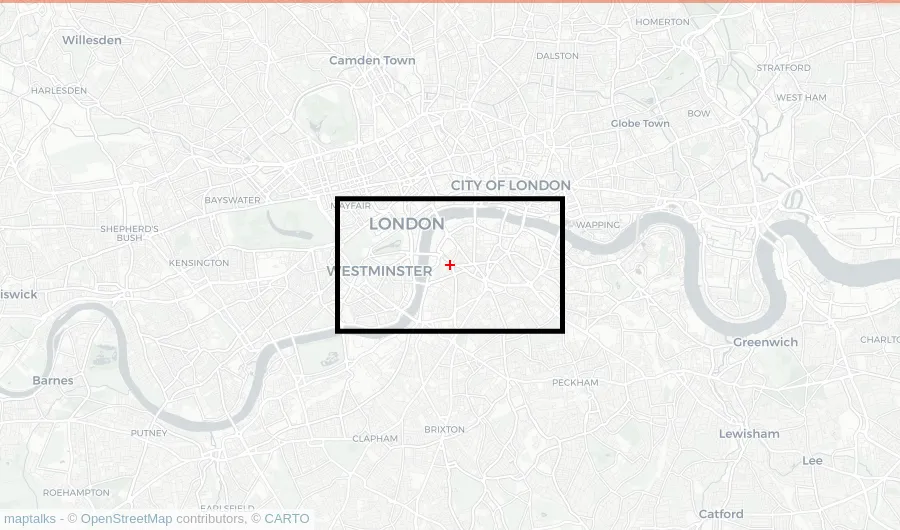 HOMERTON
Willesden
Camden Town
DALSTON
STRATFORD
HARLESDEN
WEST HAM
BOW
Globe Town
CITY OF LONDON
BAYSWATER
MAYFAIR
LONDON
WAPPING
SHEPHERD'S
BUSH
KENSINGTON
WESTMINSTER
iswick
Greenwich
CHARLTO
Barnes
PECKHAM
PUTNEY
CLAPHAM
BRIXTON
Lewisham
Lee
ROEHAMPTON
EARLSFIELD
Catford
maptalks - © OpenStreetMap contributors, © CARTO